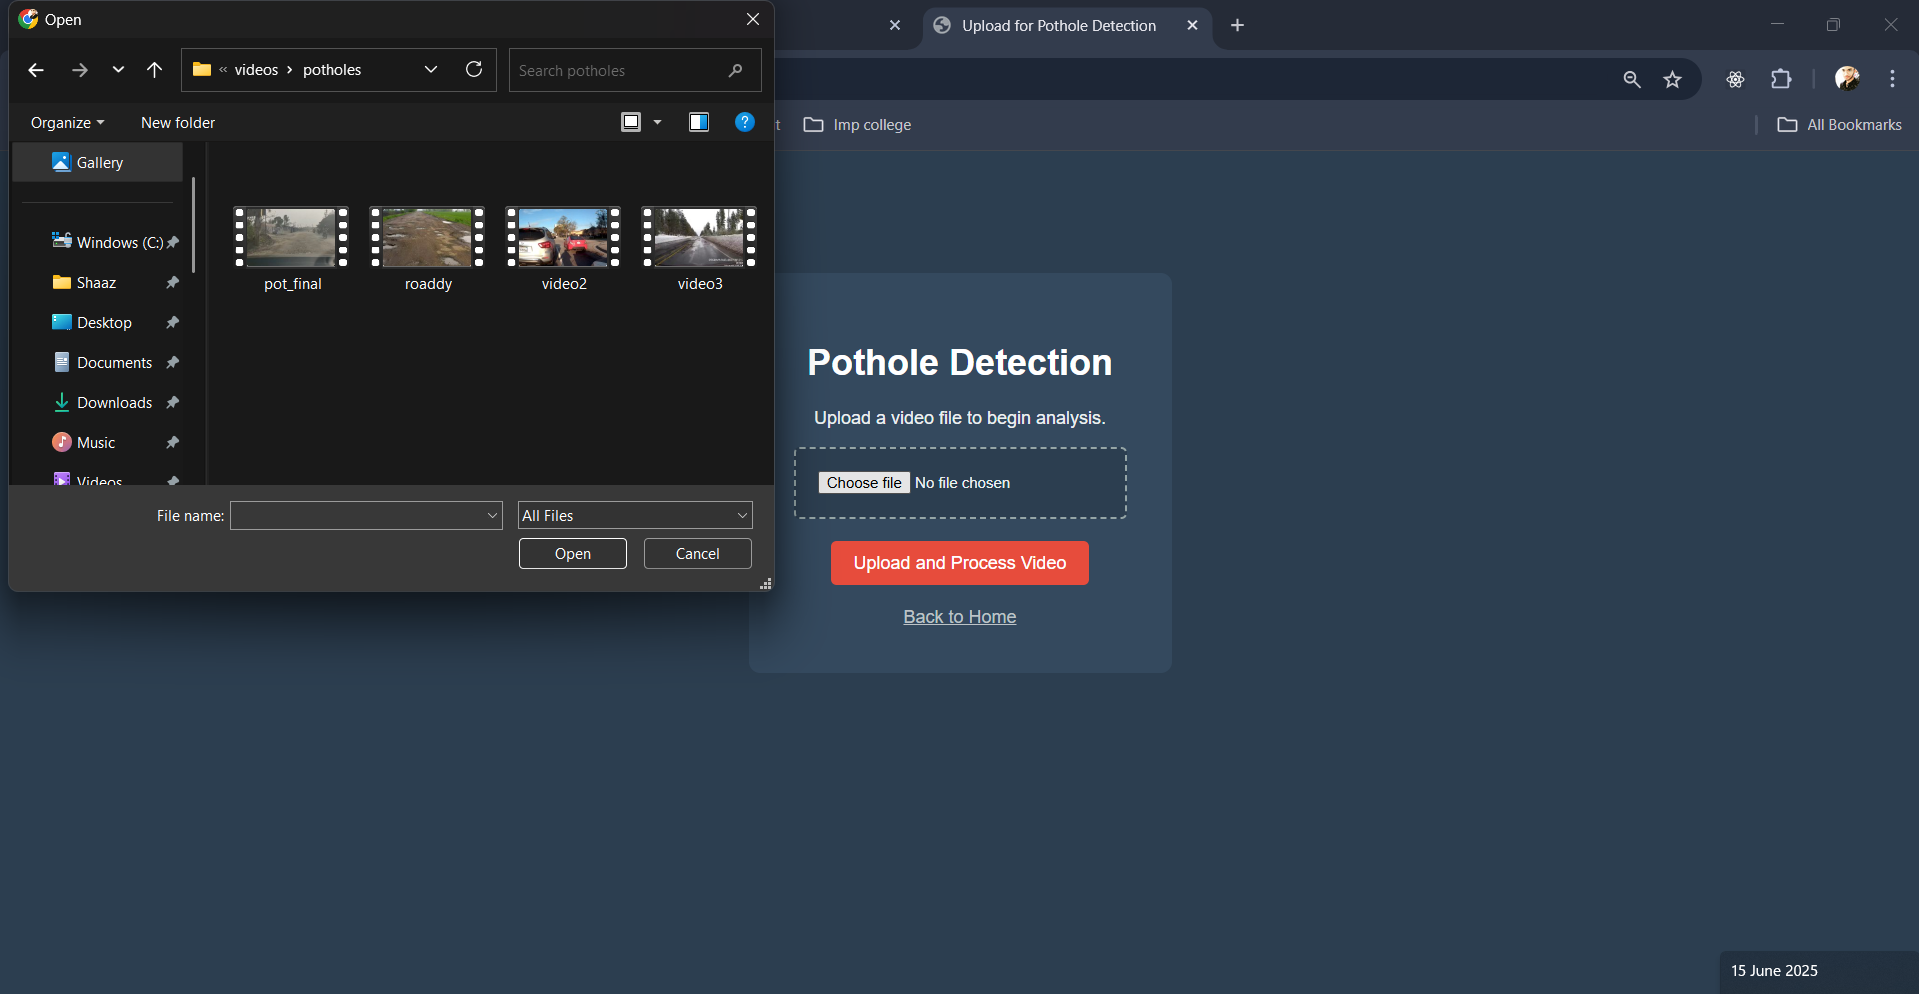 Open
« videos › potholes
Search potholes
Organize
New folder
Gallery
Windows (C:)
Shaaz
Desktop
Documents
Downloads
Music
Videos
pot_final
roaddy
video2
video3
File name:
All Files
Open
Cancel
Upload for Pothole Detection
t
Imp college
All Bookmarks
Pothole Detection
Upload a video file to begin analysis.
Choose file No file chosen
Upload and Process Video
Back to Home
15 June 2025